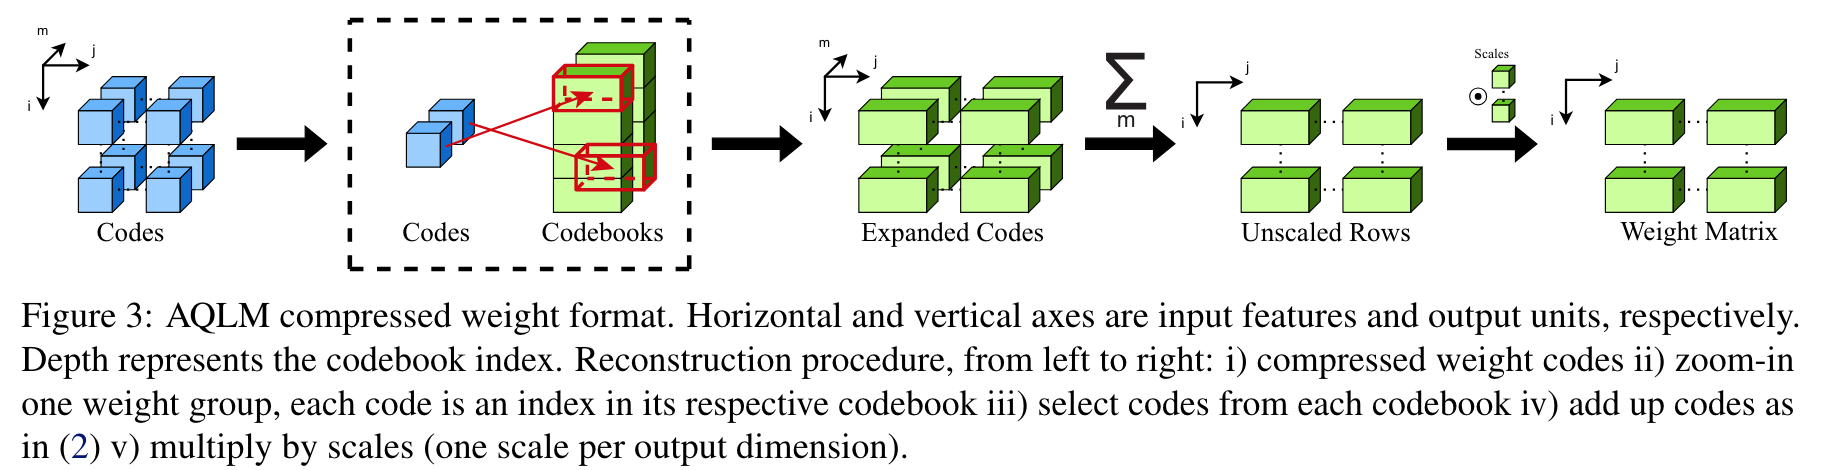 m
j
i
Codes
Codes
Codebooks
m
j
i
Expanded Codes
∑
m
j
i
Unscaled Rows
Scales
j
i
Weight Matrix
Figure 3: AQLM compressed weight format. Horizontal and vertical axes are input features and output units, respectively.
Depth represents the codebook index. Reconstruction procedure, from left to right: i) compressed weight codes ii) zoom-in
one weight group, each code is an index in its respective codebook iii) select codes from each codebook iv) add up codes as
in (2) v) multiply by scales (one scale per output dimension).